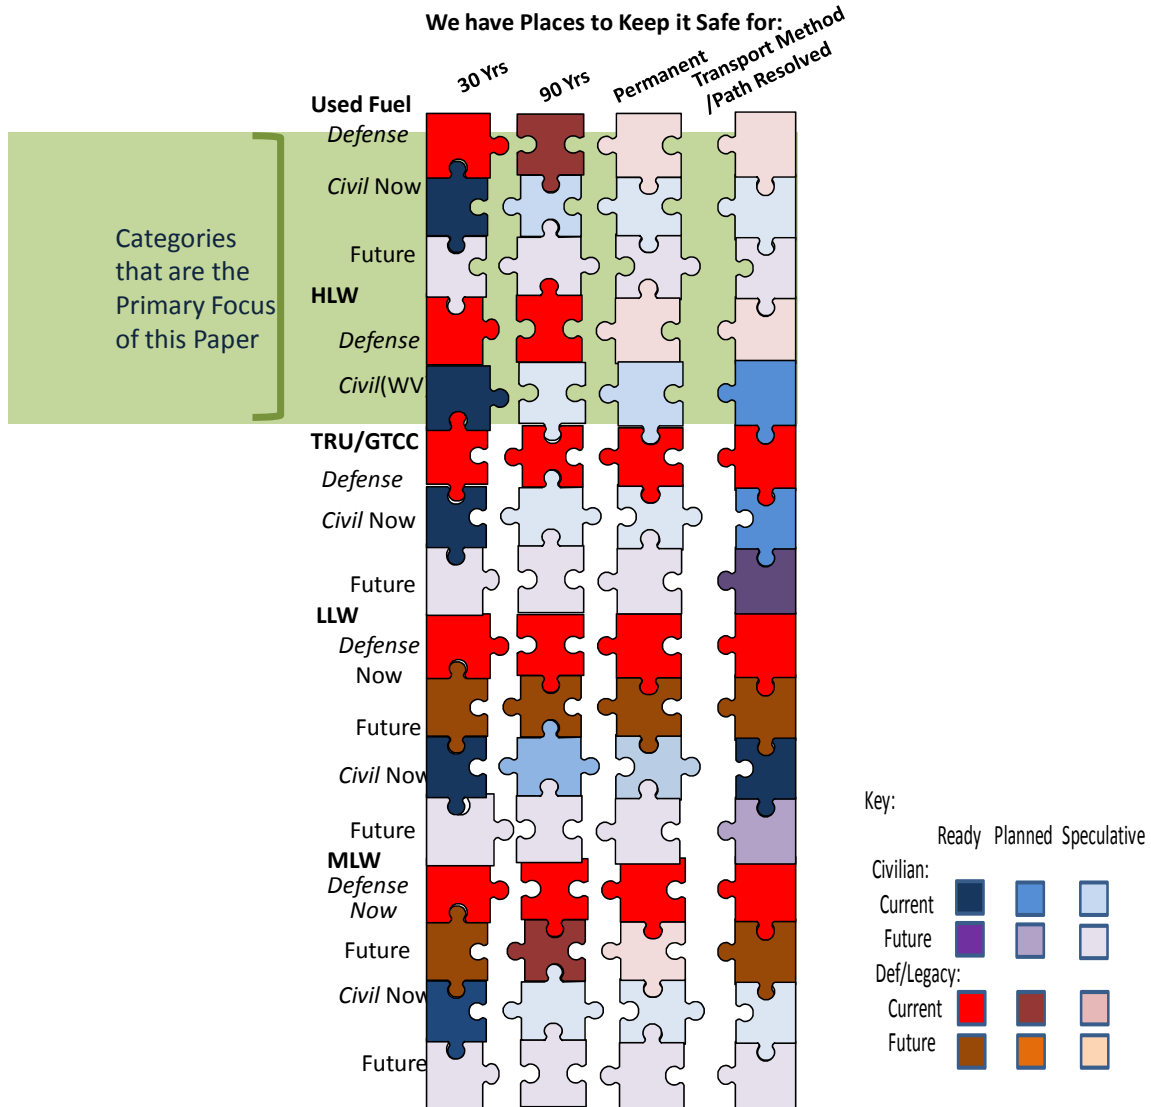 We have Places to Keep it Safe for:
30 Yrs
90 Yrs
Permanent
Transport Method
/Path Resolved
Used Fuel
Defense
Civil Now
Future
HLW
Defense
Civil(WV
TRU/GTCC
Defense
Civil Now
Future
LLW
Defense
Now
Future
Civil Now
Future
MLW
Defense
Now
Future
Civil Now
Future
Categories
that are the
Primary Focus
of this Paper
Key:
Ready Planned Speculative
Civilian:
Current
Future
Def/Legacy:
Current
Future